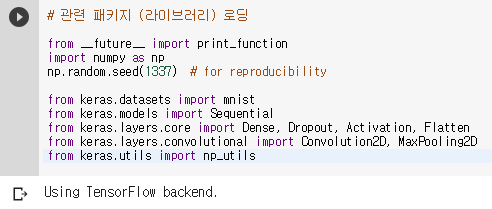 # 관련 패키지 (라이브러리) 로딩
from __future__ import print_function
import numpy as np
np.random.seed(1337) # for reproducibility
from keras.datasets import mnist
from keras.models import Sequential
from keras.layers.core import Dense, Dropout, Activation, Flatten
from keras.layers.convolutional import Convolution2D, MaxPooling2D
from keras.utils import np_utils
Using TensorFlow backend.